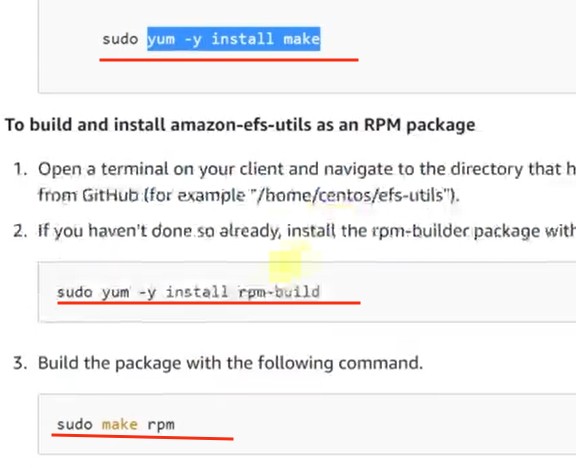 sudo yum -y install make
To build and install amazon-efs-utils as an RPM package
1. Open a terminal on your client and navigate to the directory that h
from GitHub (for example "/home/centos/efs-utils").
2. If you haven't done so already, install the rpm-builder package with
sudo yum -y install rpm-build
3. Build the package with the following command.
sudo make rpm